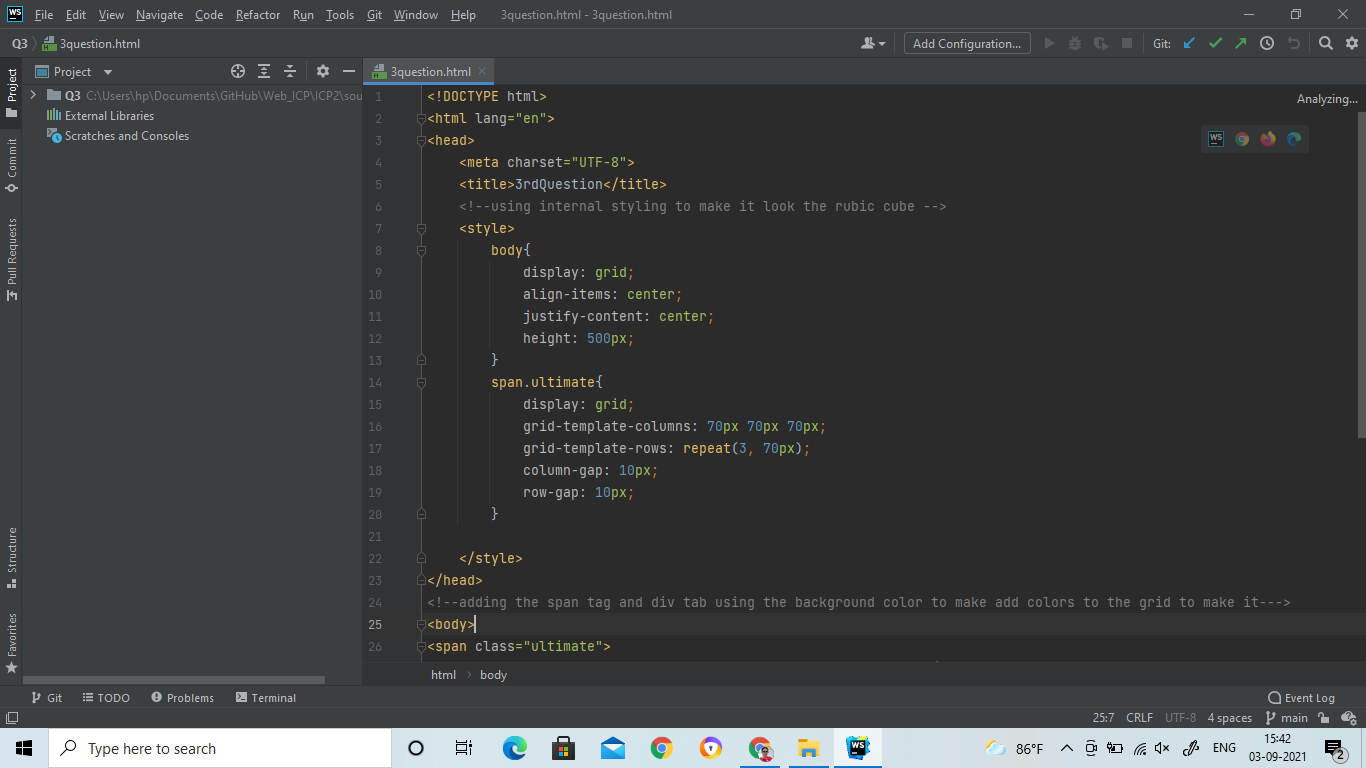 WS File Edit View Navigate Code Refactor Run Tools Git Window Help 3question.html - 3question.html
Q3 3question.html Add Configuration... Git:
Project 3question.html
Q3 C:\Users\hp\Documents\GitHub\Web_ICP\ICP2\sou
External Libraries
Scratches and Consoles
Project
Commit
Pull Requests
Structure
Favorites
Analyzing...
WS
1 <!DOCTYPE html>
2 <html lang="en">
3 <head>
4 <meta charset="UTF-8">
5 <title>3rdQuestion</title>
6 <!--using internal styling to make it look the rubic cube -->
7 <style>
8 body{
9 display: grid;
10 align-items: center;
11 justify-content: center;
12 height: 500px;
13 }
14 span.ultimate{
15 display: grid;
16 grid-template-columns: 70px 70px 70px;
17 grid-template-rows: repeat(3, 70px);
18 column-gap: 10px;
19 row-gap: 10px;
20 }
21
22 </style>
23 </head>
24 <!--adding the span tag and div tab using the background color to make add colors to the grid to make it--->
25 <body>
26 <span class="ultimate">
html body
Git TODO Problems Terminal Event Log
25:7 CRLF UTF-8 4 spaces main
Type here to search WS 86°F ENG 15:42
03-09-2021 2